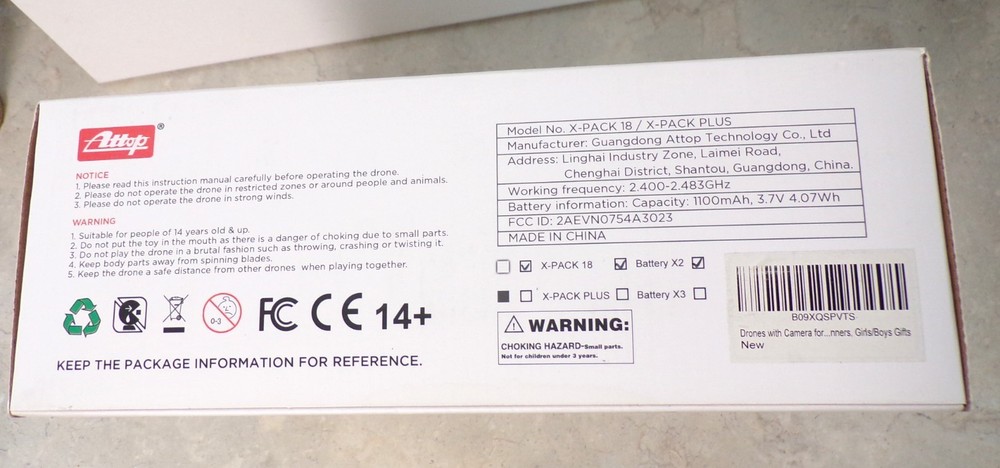 Attop®
NOTICE
1. Please read this instruction manual carefully before operating the drone.
2. Please do not operate the drone in restricted zones or around people and animals.
3. Please do not operate the drone in strong winds.
WARNING
1. Suitable for people of 14 years old & up.
2. Do not put the toy in the mouth as there is a danger of choking due to small parts.
3. Do not play the drone in a brutal fashion such as throwing, crashing or twisting it.
4. Keep body parts away from spinning blades.
5. Keep the drone a safe distance from other drones when playing together.
0-3
FC CE 14+
KEEP THE PACKAGE INFORMATION FOR REFERENCE.
Model No. X-PACK 18 / X-PACK PLUS
Manufacturer: Guangdong Attop Technology Co., Ltd
Address: Linghai Industry Zone, Laimei Road,
Chenghai District, Shantou, Guangdong, China.
Working frequency: 2.400-2.483GHz
Battery information: Capacity: 1100mAh, 3.7V 4.07Wh
FCC ID: 2AEVN0754A3023
MADE IN CHINA
X-PACK 18 Battery X2
X-PACK PLUS Battery X3
WARNING:
CHOKING HAZARD-Small parts.
Not for children under 3 years.
B09XQSPVTS
Drones with Camera for...nners, Girls/Boys Gifts
New